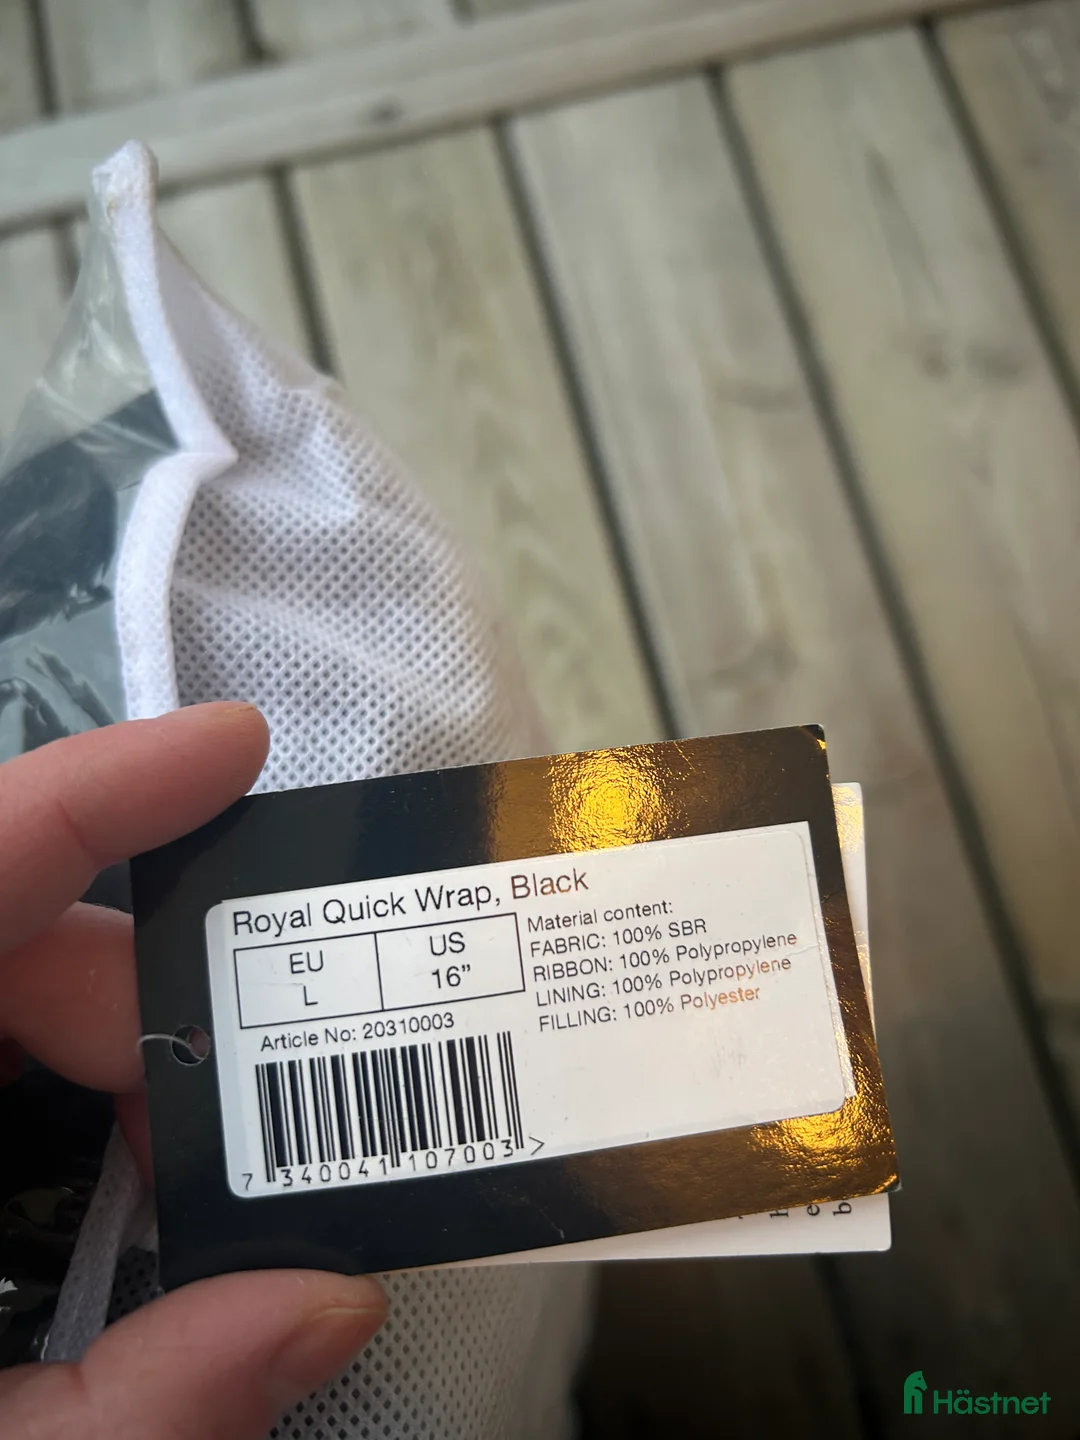 Royal Quick Wrap, Black
EU
L
US
16”
Article No: 20310003
Material content:
FABRIC: 100% SBR
RIBBON: 100% Polypropylene
LINING: 100% Polypropylene
FILLING: 100% Polyester
7 340041 107003 >
Hästnet